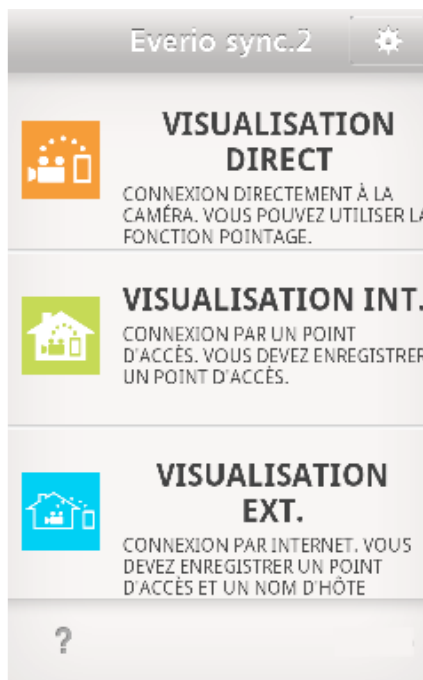 Everio sync.2
VISUALISATION
DIRECT
CONNEXION DIRECTEMENT À LA
CAMÉRA. VOUS POUVEZ UTILISER LA
FONCTION POINTAGE.
VISUALISATION INT.
CONNEXION PAR UN POINT
D'ACCÈS. VOUS DEVEZ ENREGISTRER
UN POINT D'ACCÈS.
VISUALISATION
EXT.
CONNEXION PAR INTERNET. VOUS
DEVEZ ENREGISTRER UN POINT
D'ACCÈS ET UN NOM D'HÔTE
?